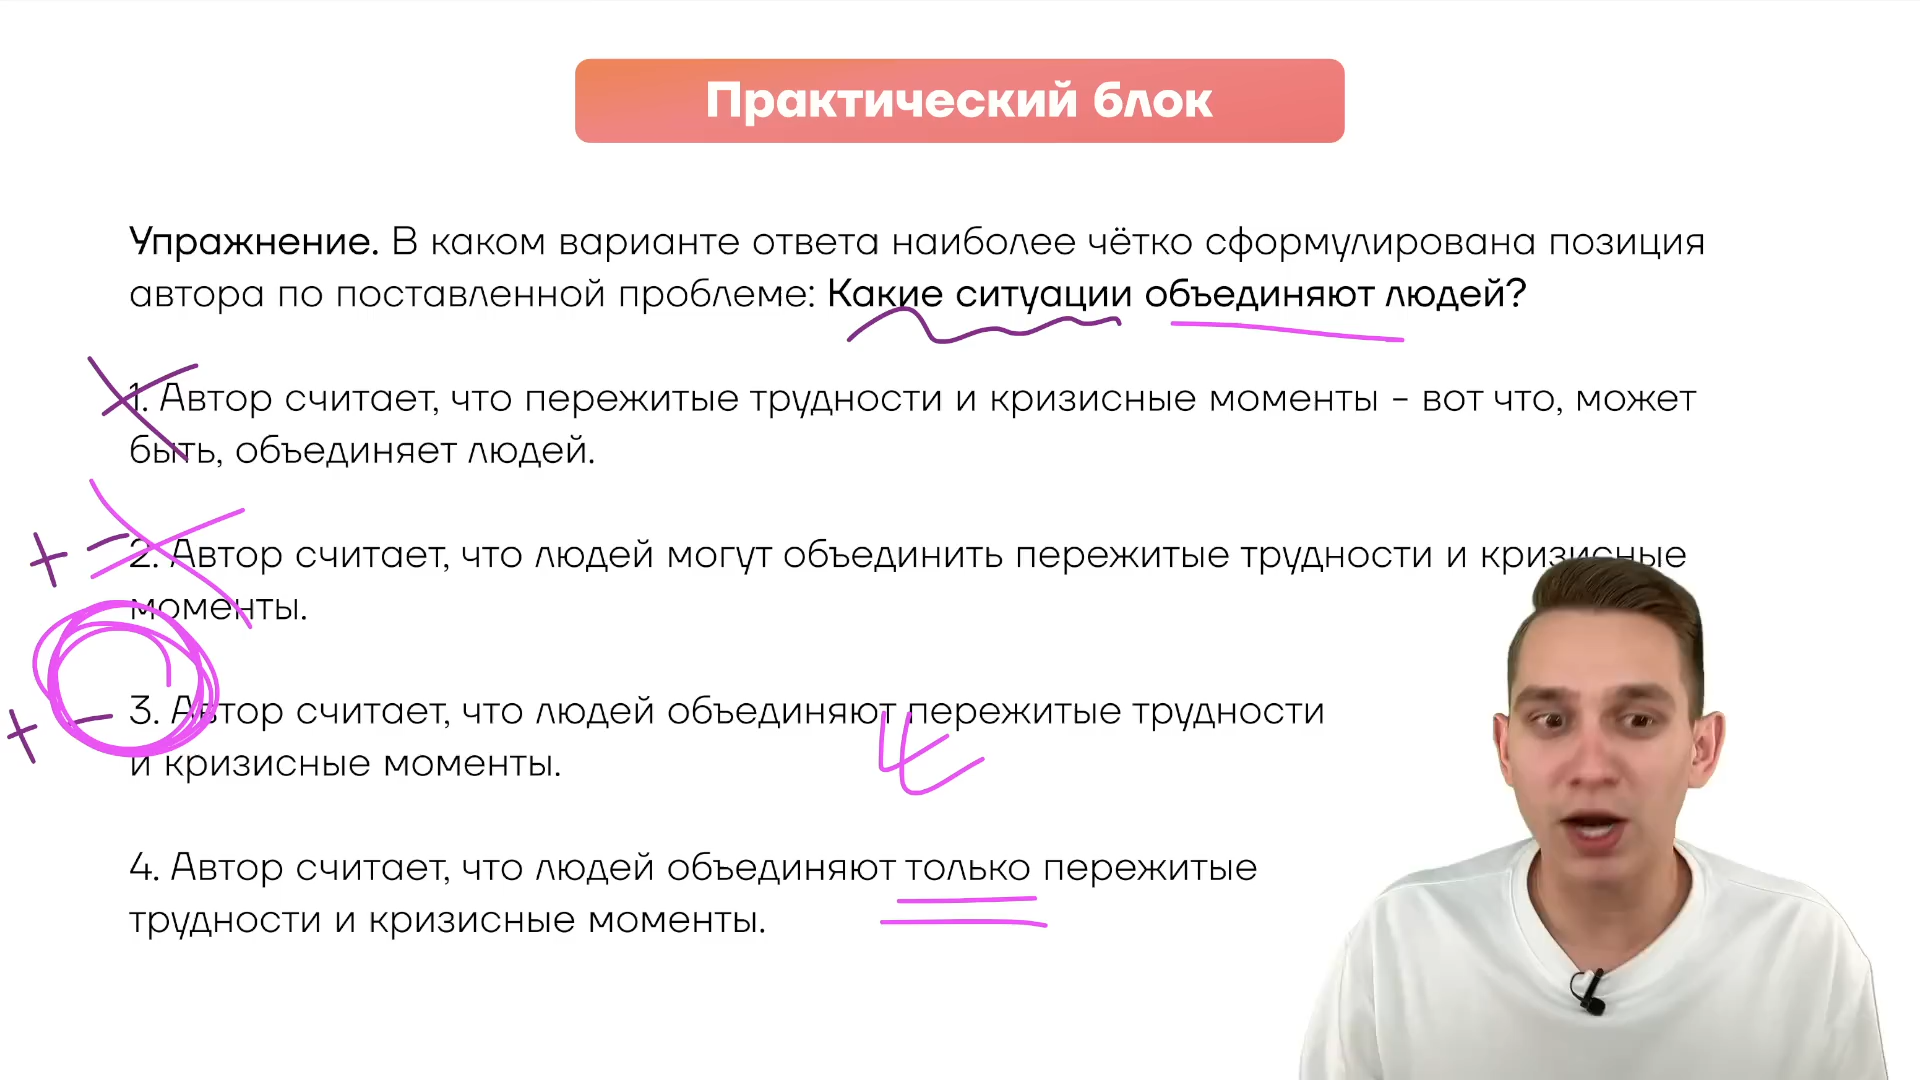 Практический блок
Упражнение. В каком варианте ответа наиболее чётко сформулирована позиция
автора по поставленной проблеме: Какие ситуации объединяют людей?
1. Автор считает, что пережитые трудности и кризисные моменты - вот что, может
быть, объединяет людей.
2. Автор считает, что людей могут объединить пережитые трудности и кризисные
моменты.
3. Автор считает, что людей объединяют пережитые трудности
и кризисные моменты.
4. Автор считает, что людей объединяют только пережитые
трудности и кризисные моменты.